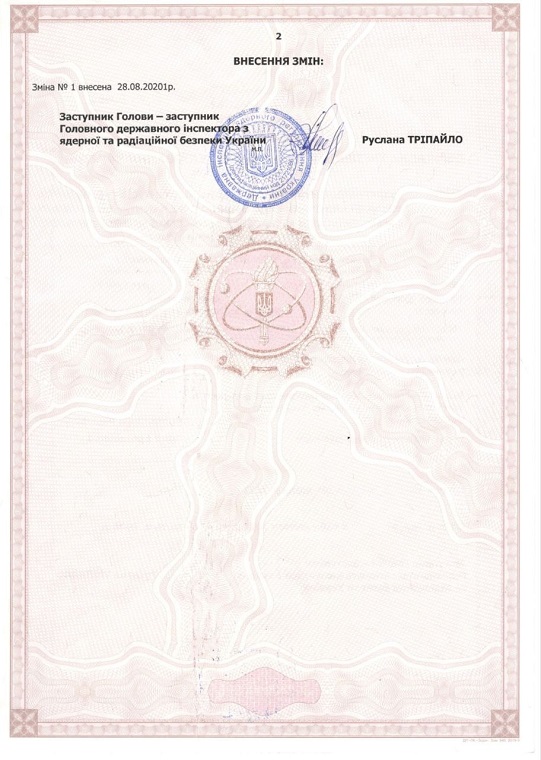 2
ВНЕСЕННЯ ЗМІН:
Зміна № 1 внесена 28.08.20201р.
Заступник Голови – заступник
Головного державного інспектора з
ядерної та радіаційної безпеки України
М.П.
Руслана ТРІПАЙЛО